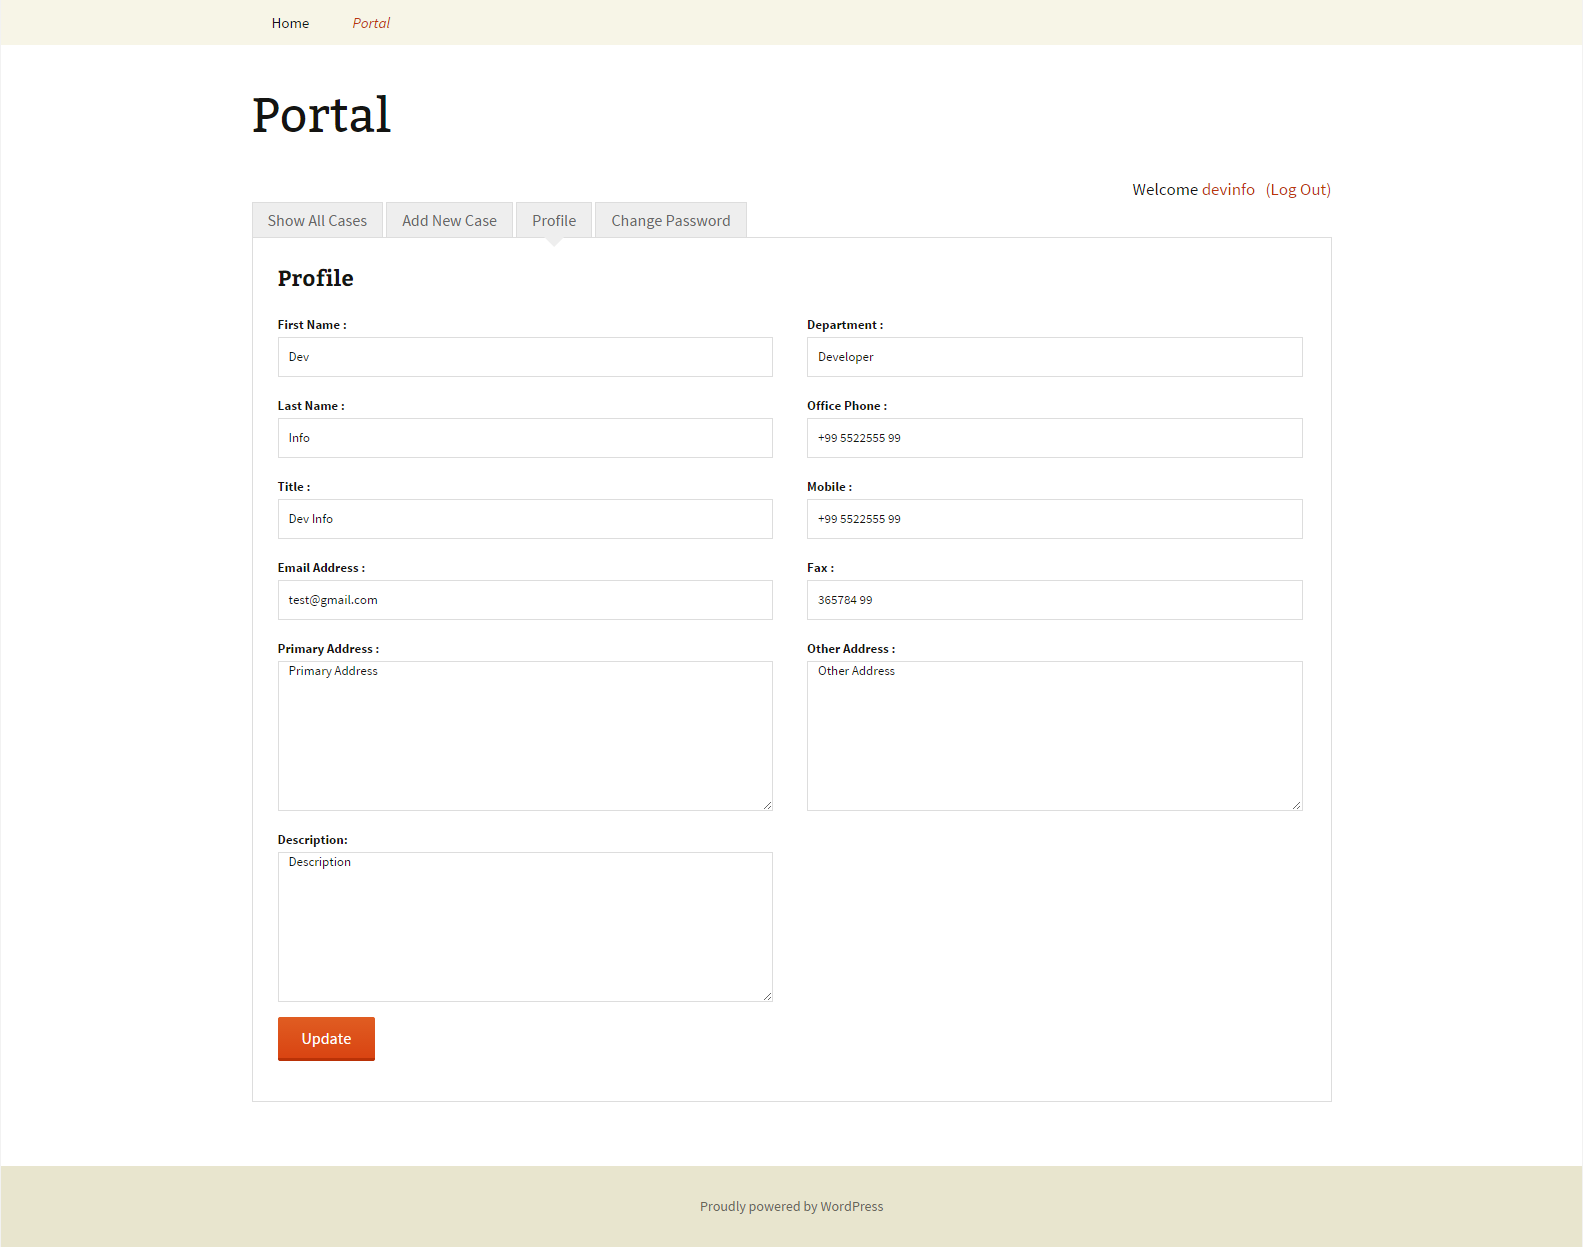 Home Portal
Portal
Welcome devinfo (Log Out)
Show All Cases Add New Case Profile Change Password
Profile
First Name : Department :
Dev Developer
Last Name : Office Phone :
Info +99 5522555 99
Title : Mobile :
Dev Info +99 5522555 99
Email Address : Fax :
test@gmail.com 365784 99
Primary Address : Other Address :
Primary Address Other Address
Description:
Description
Update
Proudly powered by WordPress